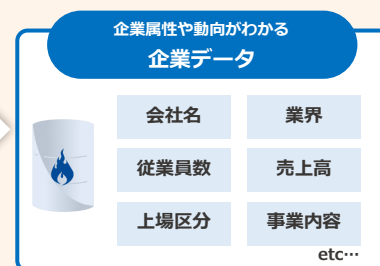 企業属性や動向がわかる
企業データ
会社名 業界
従業員数 売上高
上場区分 事業内容
etc…